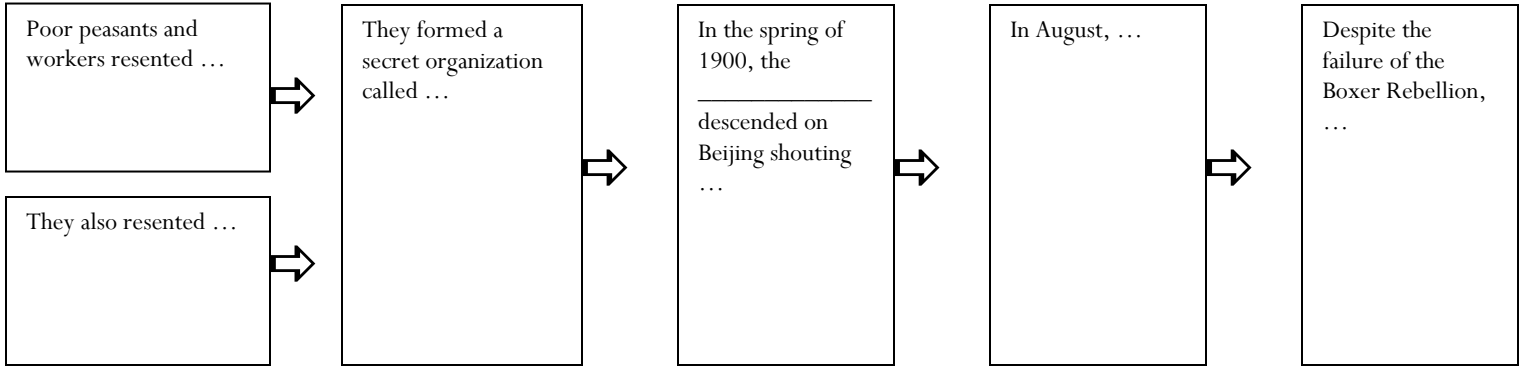 Poor peasants and
workers resented …
They also resented …
They formed a
secret organization
called …
In the spring of
1900, the
______________
descended on
Beijing shouting
…
In August, …
Despite the
failure of the
Boxer Rebellion,
…